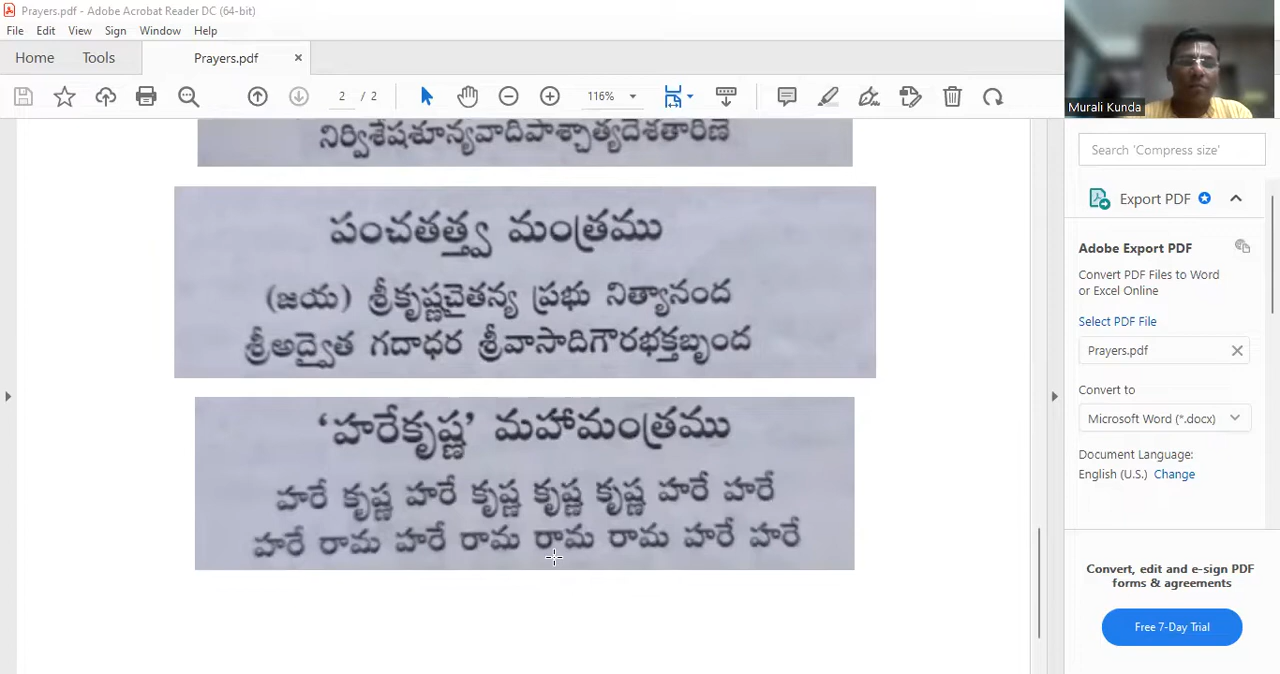 Prayers.pdf - Adobe Acrobat Reader DC (64-bit)
File Edit View Sign Window Help
Home Tools Prayers.pdf ×
2 / 2 116%
Murali Kunda
నిర్విశేషశూన్యవాదిపాశ్చాత్యదేశతారిణే
పంచతత్త్వ మంత్రము
(జయ) శ్రీకృష్ణచైతన్య ప్రభు నిత్యానంద
శ్రీఅద్వైత గదాధర శ్రీవాసాదిగౌరభక్తబృంద
‘హరేకృష్ణ’ మహామంత్రము
హరే కృష్ణ హరే కృష్ణ కృష్ణ కృష్ణ హరే హరే
హరే రామ హరే రామ రామ రామ హరే హరే
Search 'Compress size'
Export PDF
Adobe Export PDF
Convert PDF Files to Word
or Excel Online
Select PDF File
Prayers.pdf
Convert to
Microsoft Word (*.docx)
Document Language:
English (U.S.) Change
Convert, edit and e-sign PDF
forms & agreements
Free 7-Day Trial